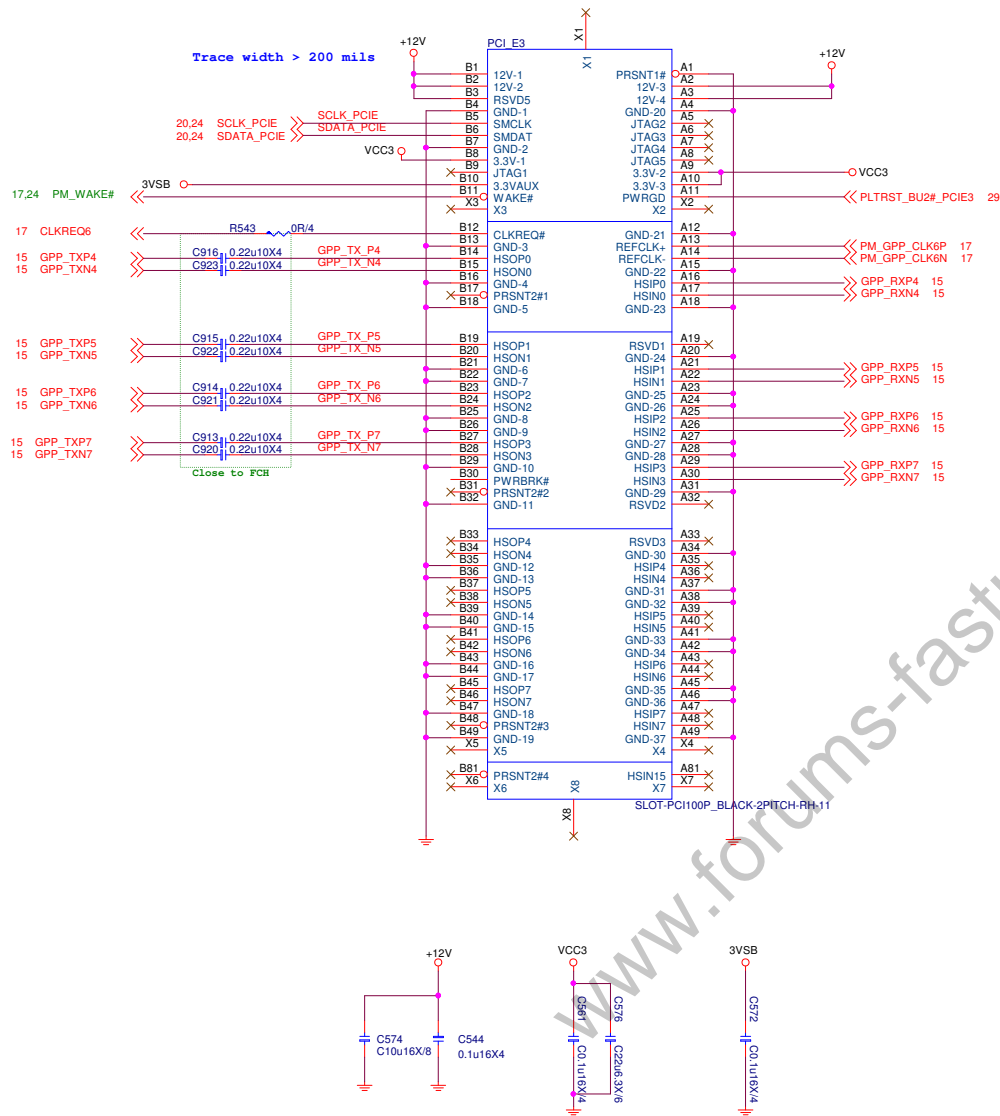 Trace width > 200 mils
+12V
PCI_E3
X1
X1
+12V
B1 12V-1 PRSNT1# A1
B2 12V-2 12V-3 A2
B3 RSVD5 12V-4 A3
B4 GND-1 GND-20 A4
20,24 SCLK_PCIE SCLK_PCIE B5 SMCLK JTAG2 A5
20,24 SDATA_PCIE SDATA_PCIE B6 SMDAT JTAG3 A6
B7 GND-2 JTAG4 A7
VCC3 B8 3.3V-1 JTAG5 A8
B9 JTAG1 3.3V-2 A9 VCC3
3VSB B10 3.3VAUX 3.3V-3 A10
17,24 PM_WAKE# B11 WAKE# PWRGD A11 PLTRST_BU2#_PCIE3 29
X3 X3 X2 X2
17 CLKREQ6 R543 0R/4 B12 CLKREQ# GND-21 A12
B13 GND-3 REFCLK+ A13 PM_GPP_CLK6P 17
15 GPP_TXP4 C916 0.22u10X4 GPP_TX_P4 B14 HSOP0 REFCLK- A14 PM_GPP_CLK6N 17
15 GPP_TXN4 C923 0.22u10X4 GPP_TX_N4 B15 HSON0 GND-22 A15
B16 GND-4 HSIP0 A16 GPP_RXP4 15
B17 PRSNT2#1 HSIN0 A17 GPP_RXN4 15
B18 GND-5 GND-23 A18
15 GPP_TXP5 C915 0.22u10X4 GPP_TX_P5 B19 HSOP1 RSVD1 A19
15 GPP_TXN5 C922 0.22u10X4 GPP_TX_N5 B20 HSON1 GND-24 A20
B21 GND-6 HSIP1 A21 GPP_RXP5 15
B22 GND-7 HSIN1 A22 GPP_RXN5 15
15 GPP_TXP6 C914 0.22u10X4 GPP_TX_P6 B23 HSOP2 GND-25 A23
15 GPP_TXN6 C921 0.22u10X4 GPP_TX_N6 B24 HSON2 GND-26 A24
B25 GND-8 HSIP2 A25 GPP_RXP6 15
B26 GND-9 HSIN2 A26 GPP_RXN6 15
15 GPP_TXP7 C913 0.22u10X4 GPP_TX_P7 B27 HSOP3 GND-27 A27
15 GPP_TXN7 C920 0.22u10X4 GPP_TX_N7 B28 HSON3 GND-28 A28
B29 GND-10 HSIP3 A29 GPP_RXP7 15
Close to FCH B30 PWRBRK# HSIN3 A30 GPP_RXN7 15
B31 PRSNT2#2 GND-29 A31
B32 GND-11 RSVD2 A32
B33 HSOP4 RSVD3 A33
B34 HSON4 GND-30 A34
B35 GND-12 HSIP4 A35
B36 GND-13 HSIN4 A36
B37 HSOP5 GND-31 A37
B38 HSON5 GND-32 A38
B39 GND-14 HSIP5 A39
B40 GND-15 HSIN5 A40
B41 HSOP6 GND-33 A41
B42 HSON6 GND-34 A42
B43 GND-16 HSIP6 A43
B44 GND-17 HSIN6 A44
B45 HSOP7 GND-35 A45
B46 HSON7 GND-36 A46
B47 GND-18 HSIP7 A47
B48 PRSNT2#3 HSIN7 A48
B49 GND-19 GND-37 A49
X5 X5 X4 X4
B81 PRSNT2#4 HSIN15 A81
X6 X6 X7 X7
X8
X8
SLOT-PCI100P_BLACK-2PITCH-RH-11
www.forums-fast
+12V VCC3 3VSB
C574 C10u16X/8
C544 0.1u16X4
C561 C0.1u16X/4
C576 C22u6.3X/6
C572 C0.1u16X/4